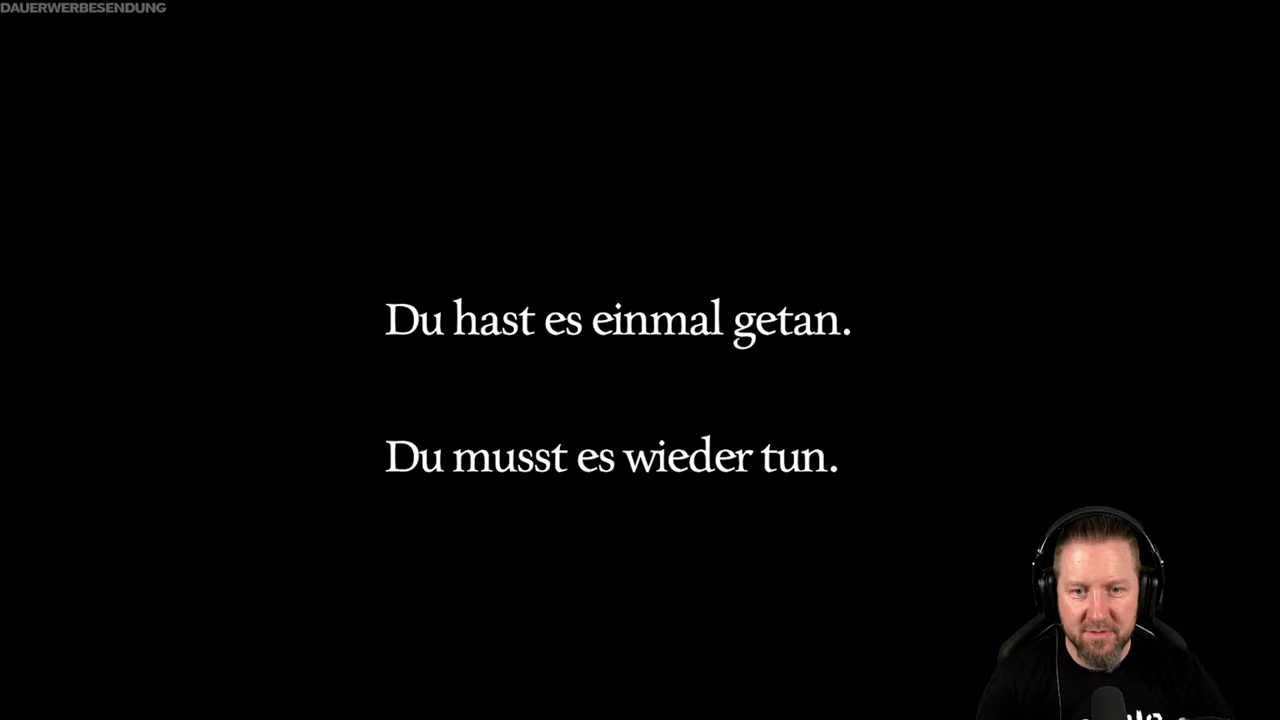 DAUERWERBESENDUNG
Du hast es einmal getan.
Du musst es wieder tun.